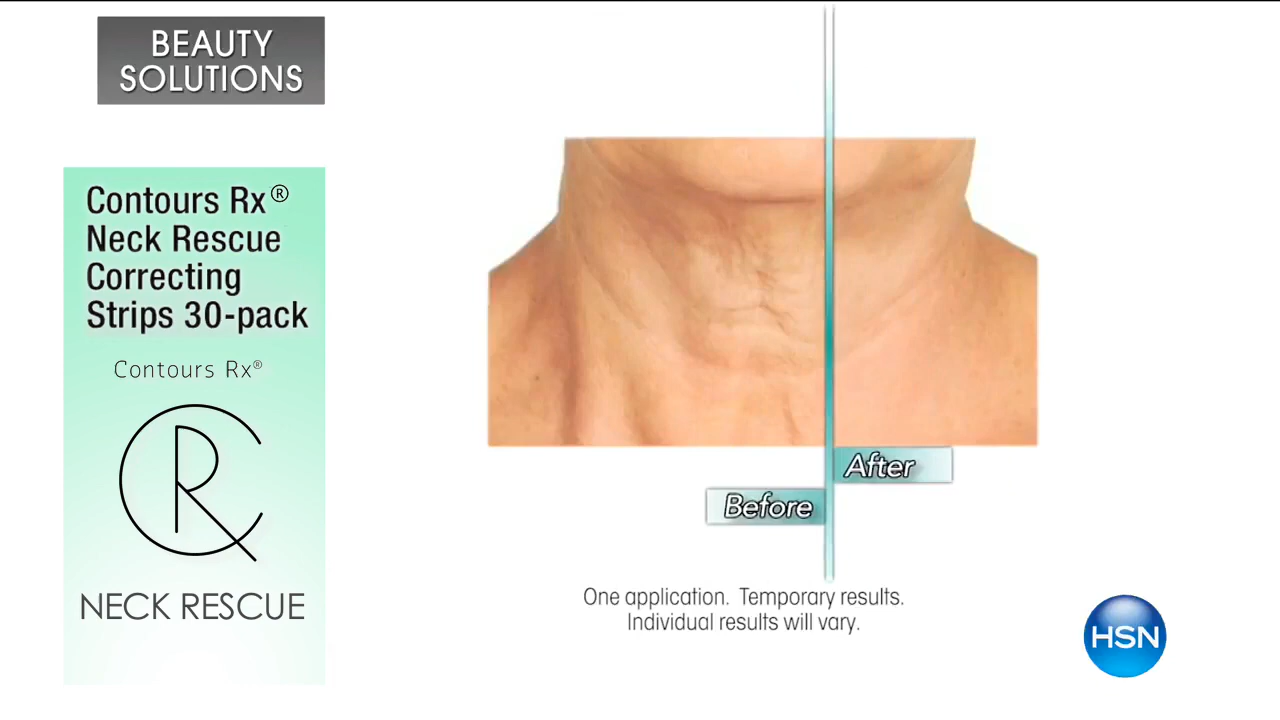 BEAUTY
SOLUTIONS
Contours Rx®
Neck Rescue
Correcting
Strips 30-pack
Contours Rx®
NECK RESCUE
After
Before
One application. Temporary results.
Individual results will vary.
HSN